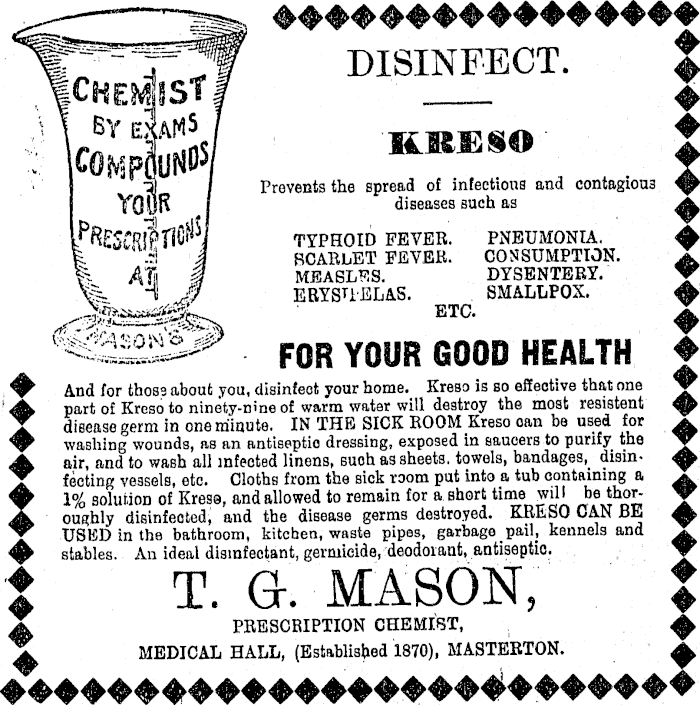 CHEMIST
BY EXAMS
COMPOUNDS
YOUR
PRESCRIPTIONS
AT
MASON'S
DISINFECT.
KRESO
Prevents the spread of infectious and contagious
diseases such as
TYPHOID FEVER. PNEUMONIA.
SCARLET FEVER. CONSUMPTION.
MEASLES. DYSENTERY.
ERYSIPELAS. SMALLPOX.
ETC.
FOR YOUR GOOD HEALTH
And for those about you, disinfect your home. Kreso is so effective that one
part of Kreso to ninety-nine of warm water will destroy the most resistent
disease germ in one minute. IN THE SICK ROOM Kreso can be used for
washing wounds, as an antiseptic dressing, exposed in saucers to purify the
air, and to wash all infected linens, such as sheets. towels, bandages, disin-
fecting vessels, etc. Cloths from the sick room put into a tub containing a
1% solution of Kreso, and allowed to remain for a short time will be thor-
oughly disinfected, and the disease germs destroyed. KRESO CAN BE
USED in the bathroom, kitchen, waste pipes, garbage pail, kennels and
stables. An ideal disinfectant, germicide, deodorant, antiseptic.
T. G. MASON,
PRESCRIPTION CHEMIST,
MEDICAL HALL, (Established 1870), MASTERTON.